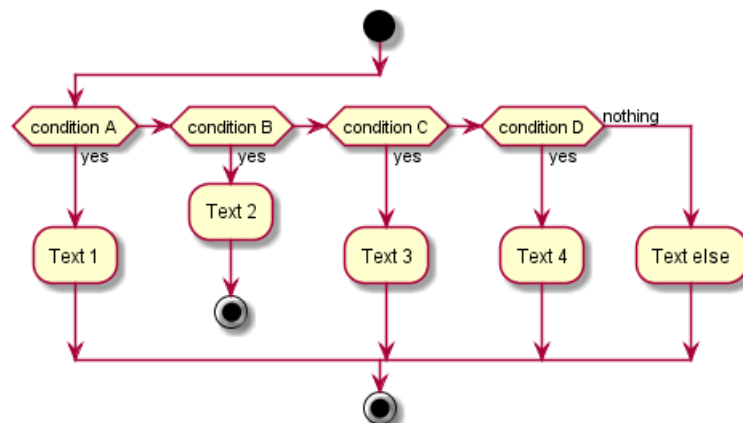 condition A
condition B
condition C
condition D
nothing
yes
yes
yes
yes
Text 1
Text 2
Text 3
Text 4
Text else